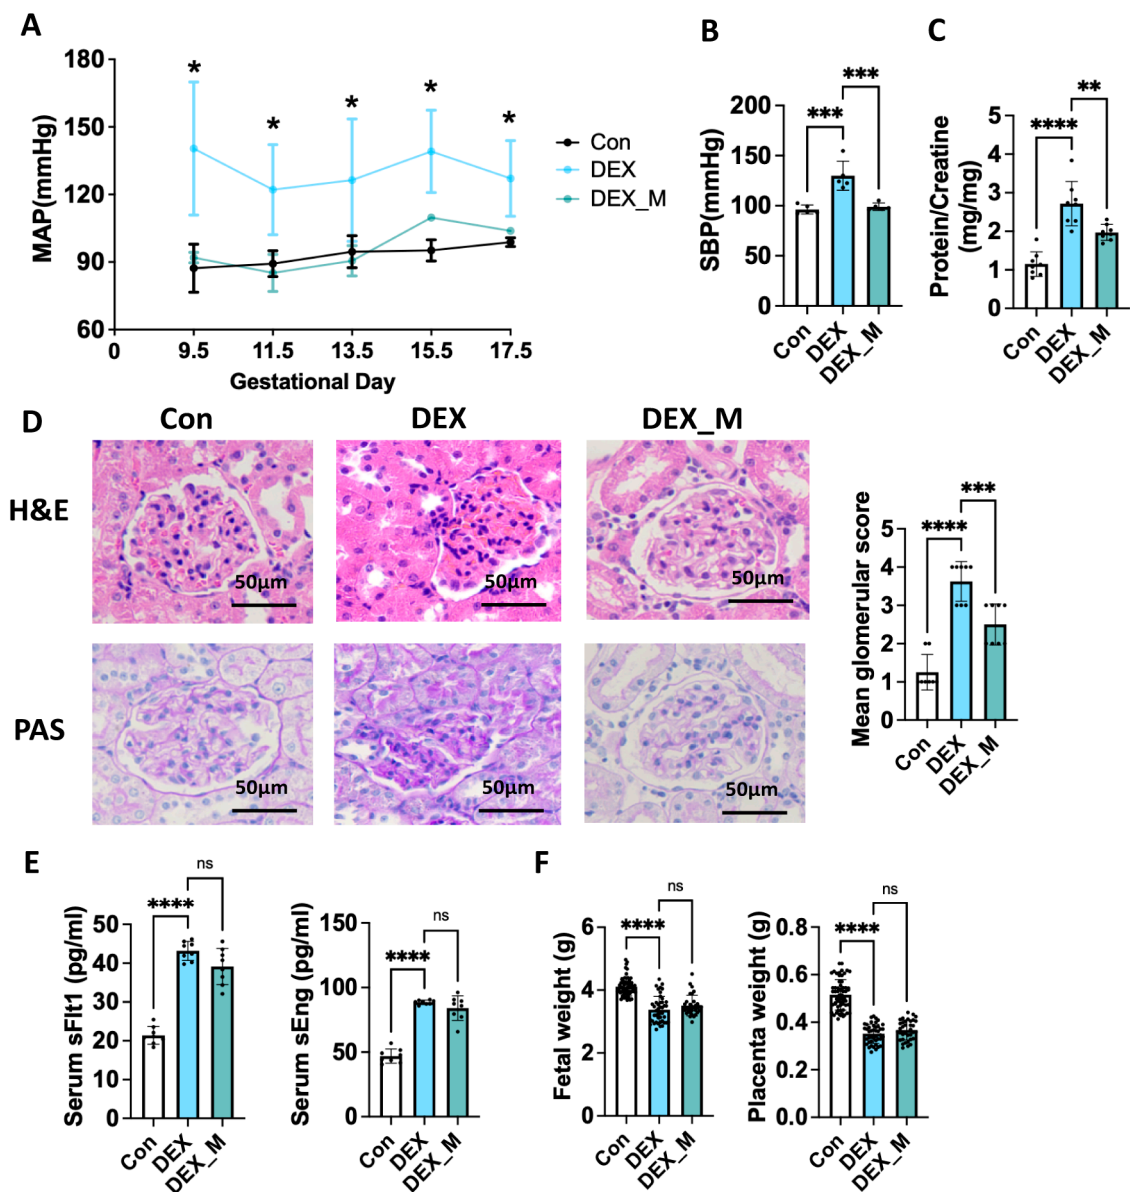 A
MAP(mmHg)
180
150
120
90
60
0
9.5
11.5
13.5
15.5
17.5
Gestational Day
*
*
*
*
*
Con
DEX
DEX_M
B
SBP(mmHg)
200
150
100
50
0
***
***
Con
DEX
DEX_M
C
Protein/Creatine
(mg/mg)
5
4
3
2
1
0
****
**
Con
DEX
DEX_M
D
Con
DEX
DEX_M
H&E
50μm
50μm
50μm
PAS
50μm
50μm
50μm
Mean glomerular score
5
4
3
2
1
0
****
***
Con
DEX
DEX_M
E
Serum sFlt1 (pg/ml)
50
40
30
20
10
0
****
ns
Con
DEX
DEX_M
Serum sEng (pg/ml)
150
100
50
0
****
ns
Con
DEX
DEX_M
F
Fetal weight (g)
6
4
2
0
****
ns
Con
DEX
DEX_M
Placenta weight (g)
0.8
0.6
0.4
0.2
0.0
****
ns
Con
DEX
DEX_M